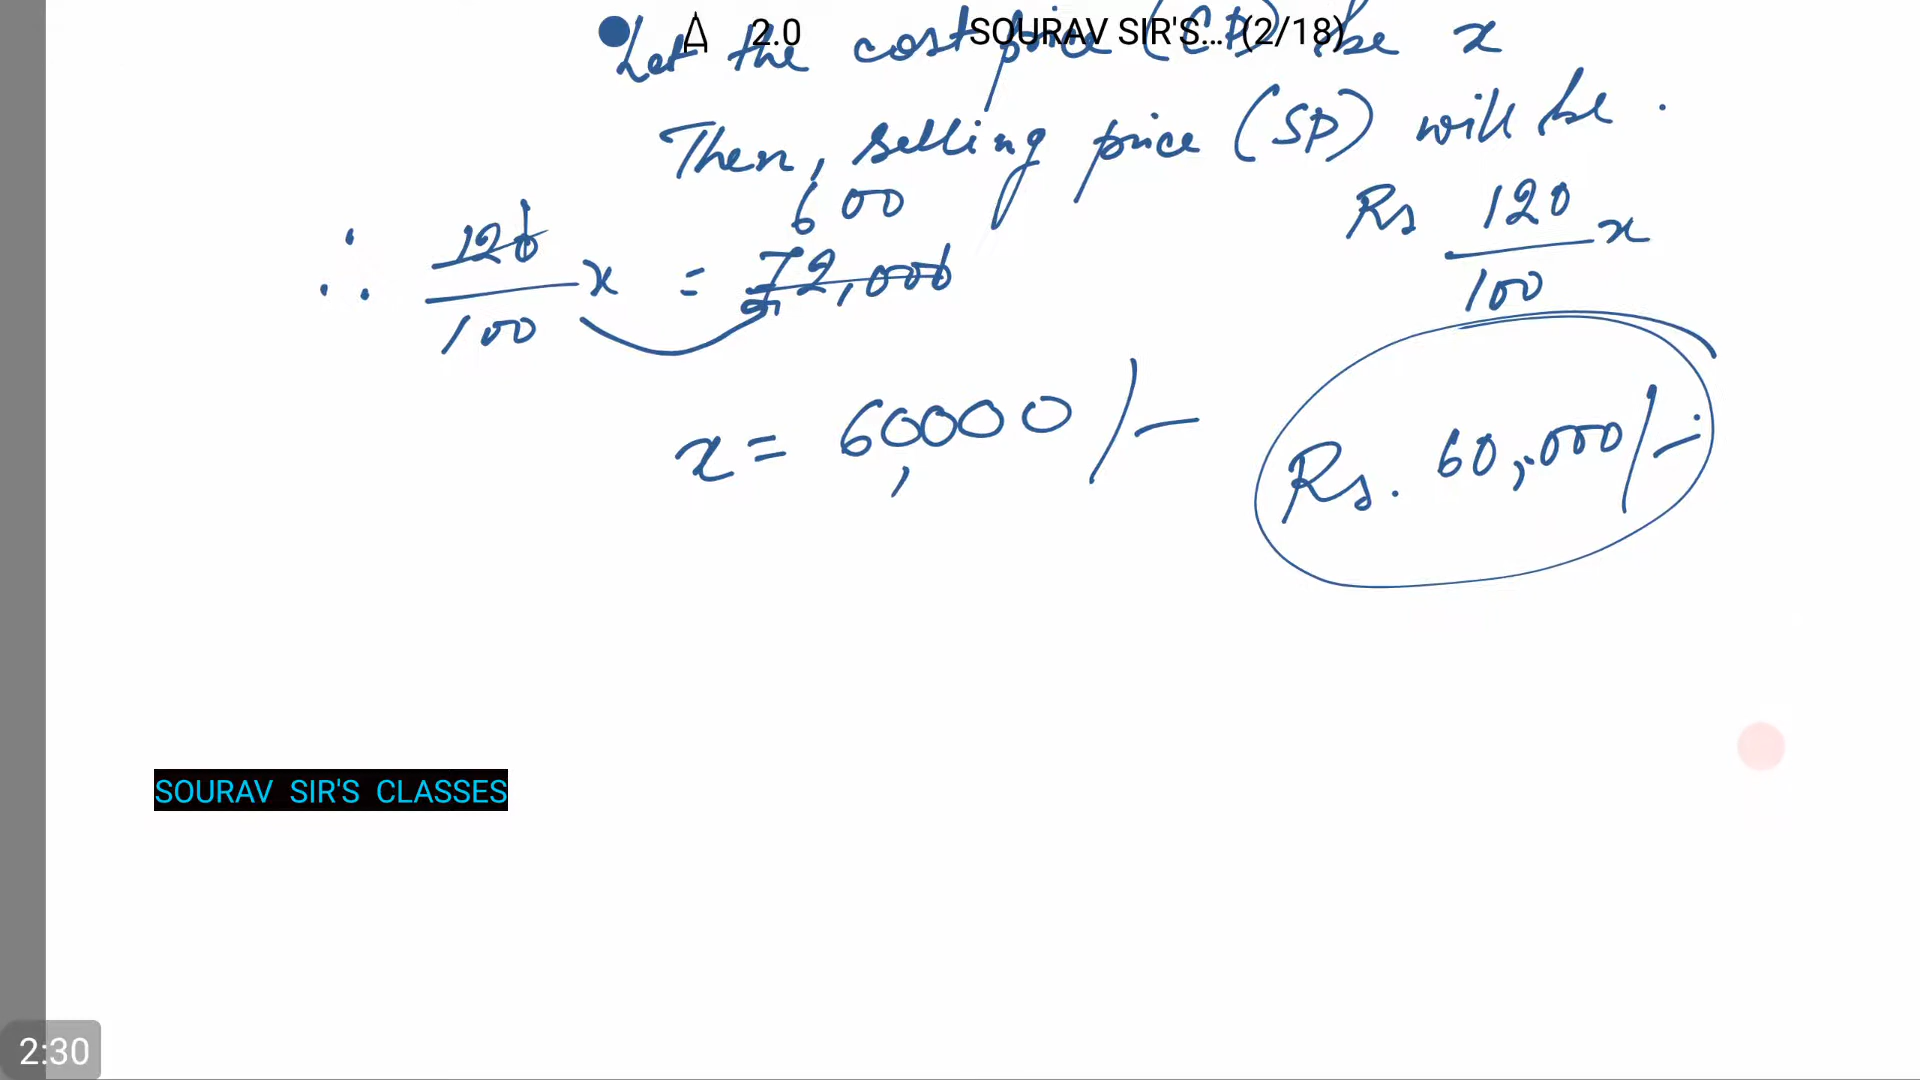 2.0 SOURAV SIR'S... (2/18)
Let the cost price (CP) be x
Then, selling price (SP) will be.
Rs 120/100 x
600
∴ 120/100 x = 72,000
x = 60,000/-
Rs. 60,000/-
SOURAV SIR'S CLASSES
2:30